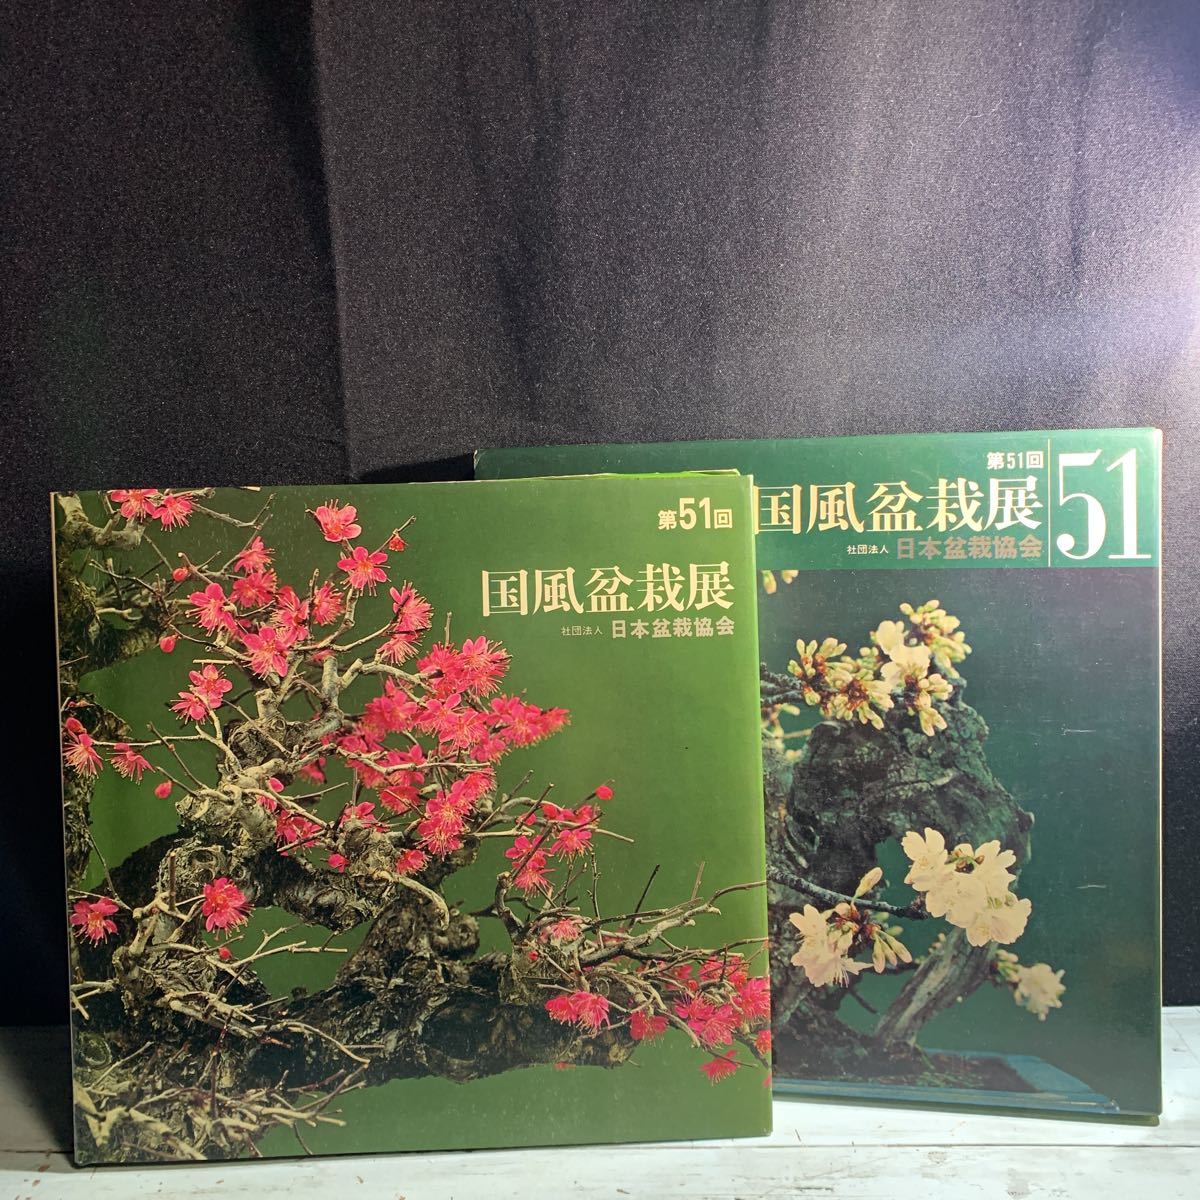 第51回
国風盆栽展
社団法人 日本盆栽協会
第51回
国風盆栽展
社団法人 日本盆栽協会
51